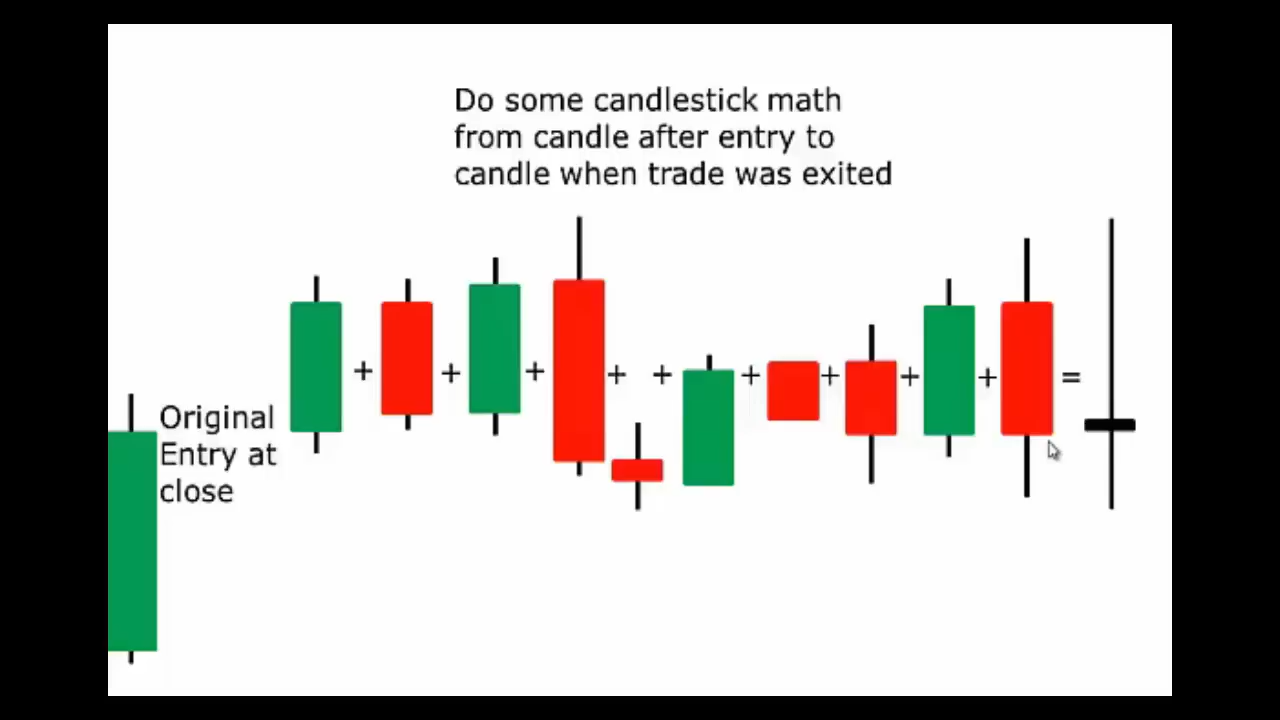 Do some candlestick math
from candle after entry to
candle when trade was exited
Original
Entry at
close
+ + + + + + + + + =